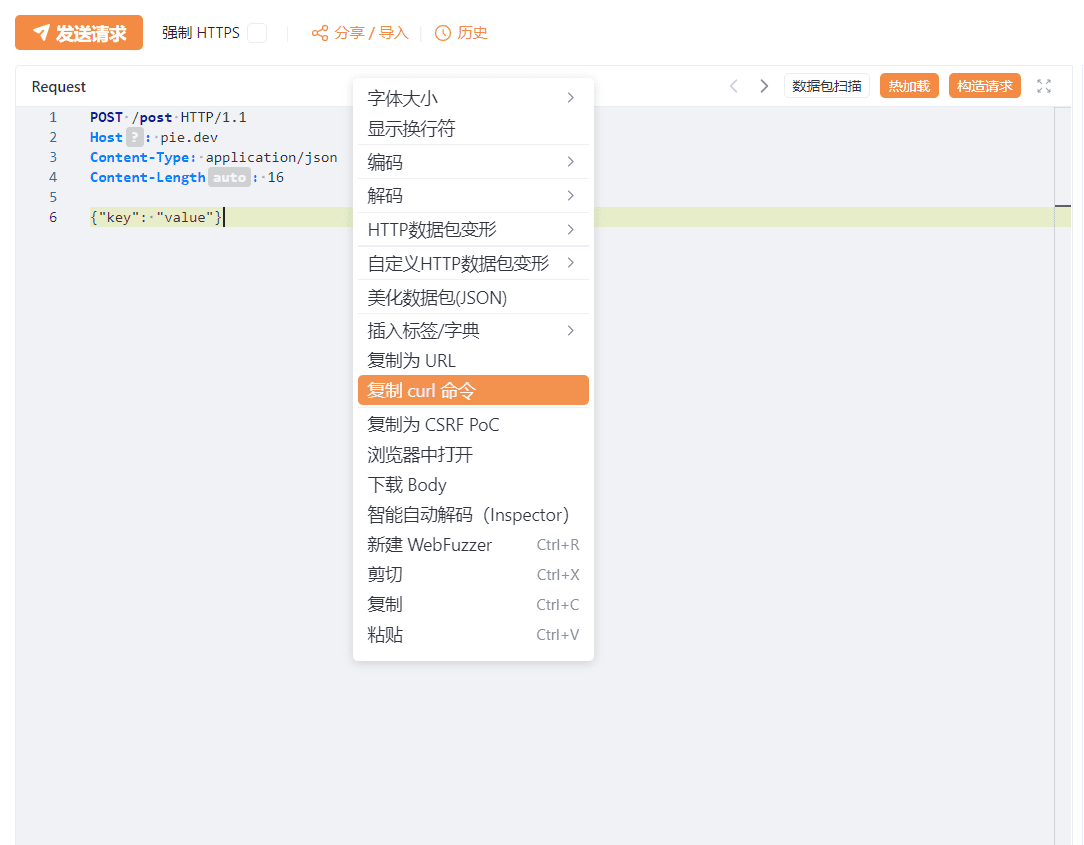 发送请求 强制 HTTPS 分享 / 导入 历史
Request 数据包扫描 热加载 构造请求
1 POST /post HTTP/1.1
2 Host ? : pie.dev
3 Content-Type: application/json
4 Content-Length auto : 16
5
6 {"key": "value"}
字体大小
显示换行符
编码
解码
HTTP数据包变形
自定义HTTP数据包变形
美化数据包(JSON)
插入标签/字典
复制为 URL
复制 curl 命令
复制为 CSRF PoC
浏览器中打开
下载 Body
智能自动解码（Inspector）
新建 WebFuzzer Ctrl+R
剪切 Ctrl+X
复制 Ctrl+C
粘贴 Ctrl+V